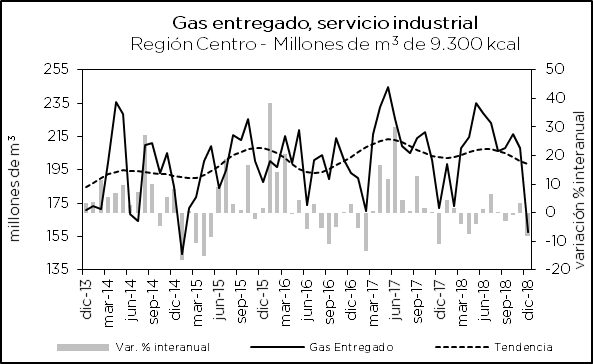 Gas entregado, servicio industrial
Región Centro - Millones de m³ de 9.300 kcal
millones de m³
255
235
215
195
175
155
135
50
40
30
20
10
0
-10
-20
variación % interanual
dic-13
mar-14
jun-14
sep-14
dic-14
mar-15
jun-15
sep-15
dic-15
mar-16
jun-16
sep-16
dic-16
mar-17
jun-17
sep-17
dic-17
mar-18
jun-18
sep-18
dic-18
Var. % interanual
Gas Entregado
Tendencia